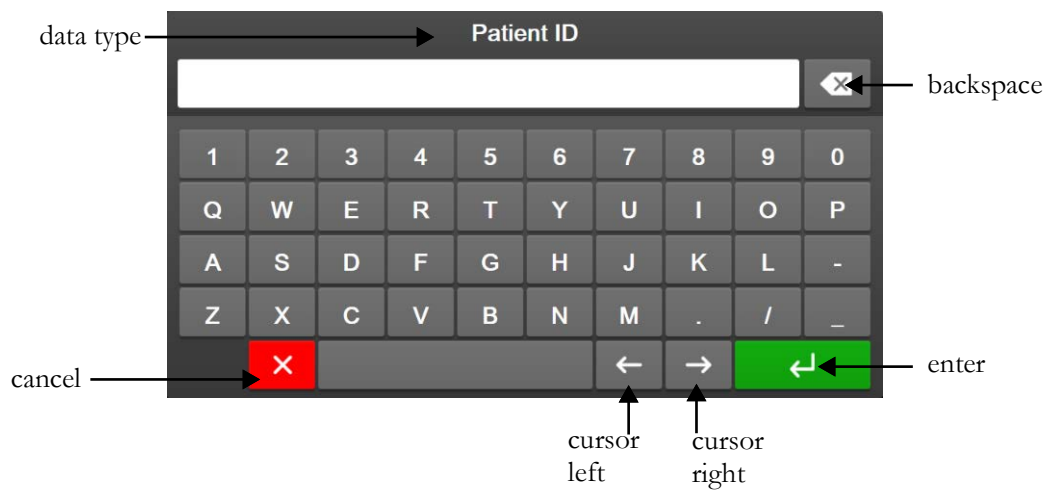 data type
Patient ID
backspace
1 2 3 4 5 6 7 8 9 0
Q W E R T Y U I O P
A S D F G H J K L -
Z X C V B N M . / _
cancel
enter
cursor
left
cursor
right